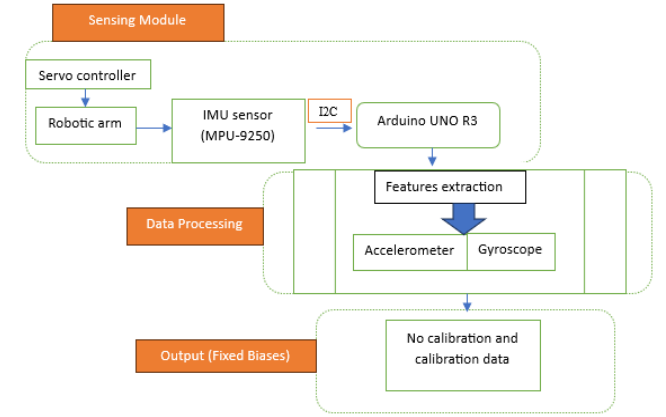 Sensing Module
Servo controller
Robotic arm
IMU sensor
(MPU-9250)
I2C
Arduino UNO R3
Features extraction
Data Processing
Accelerometer
Gyroscope
Output (Fixed Biases)
No calibration and
calibration data